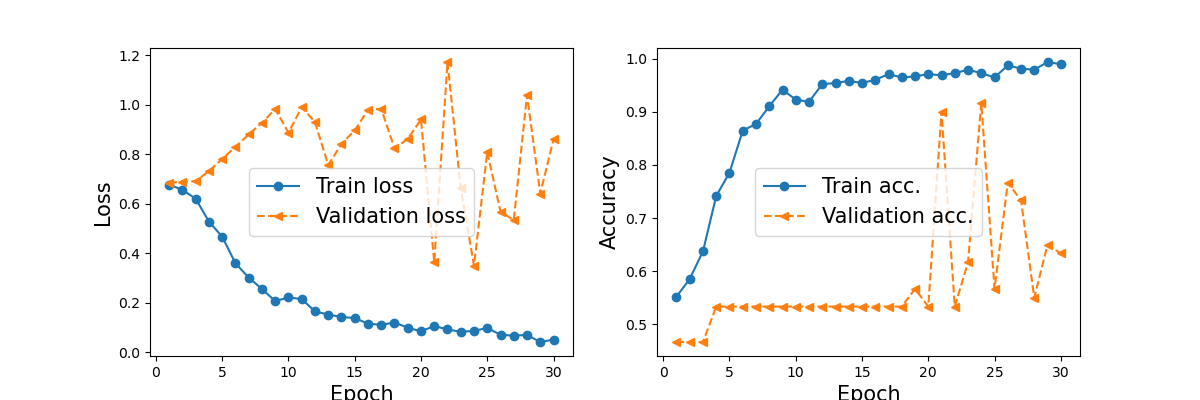 1.2
1.0
0.8
0.6
0.4
0.2
0.0
Loss
Train loss
Validation loss
0 5 10 15 20 25 30
Epoch
1.0
0.9
0.8
0.7
0.6
0.5
Accuracy
Train acc.
Validation acc.
0 5 10 15 20 25 30
Epoch